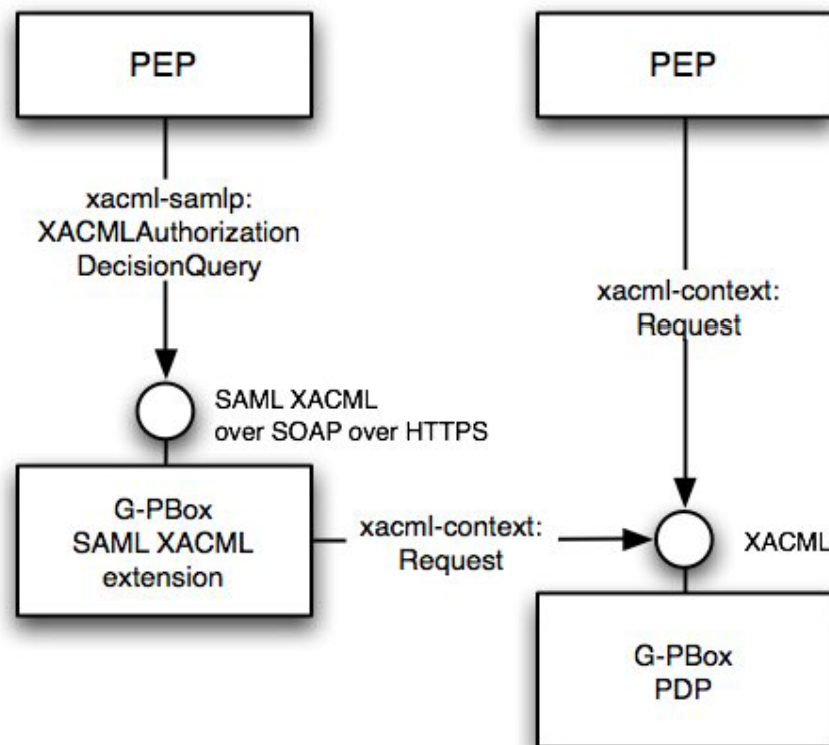 PEP
PEP
xacml-samlp:
XACMLAuthorization
DecisionQuery
xacml-context:
Request
SAML XACML
over SOAP over HTTPS
G-PBox
SAML XACML
extension
xacml-context:
Request
XACML
G-PBox
PDP